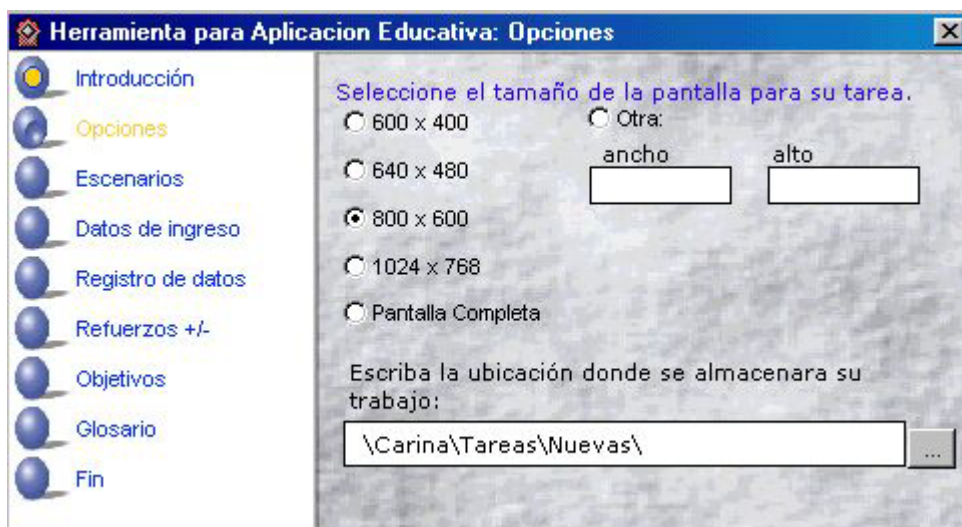 Herramienta para Aplicacion Educativa: Opciones
Introducción
Opciones
Escenarios
Datos de ingreso
Registro de datos
Refuerzos +/-
Objetivos
Glosario
Fin
Seleccione el tamaño de la pantalla para su tarea.
600 x 400
640 x 480
800 x 600
1024 x 768
Pantalla Completa
Otra:
ancho alto
Escriba la ubicación donde se almacenara su
trabajo:
\Carina\Tareas\Nuevas\
...